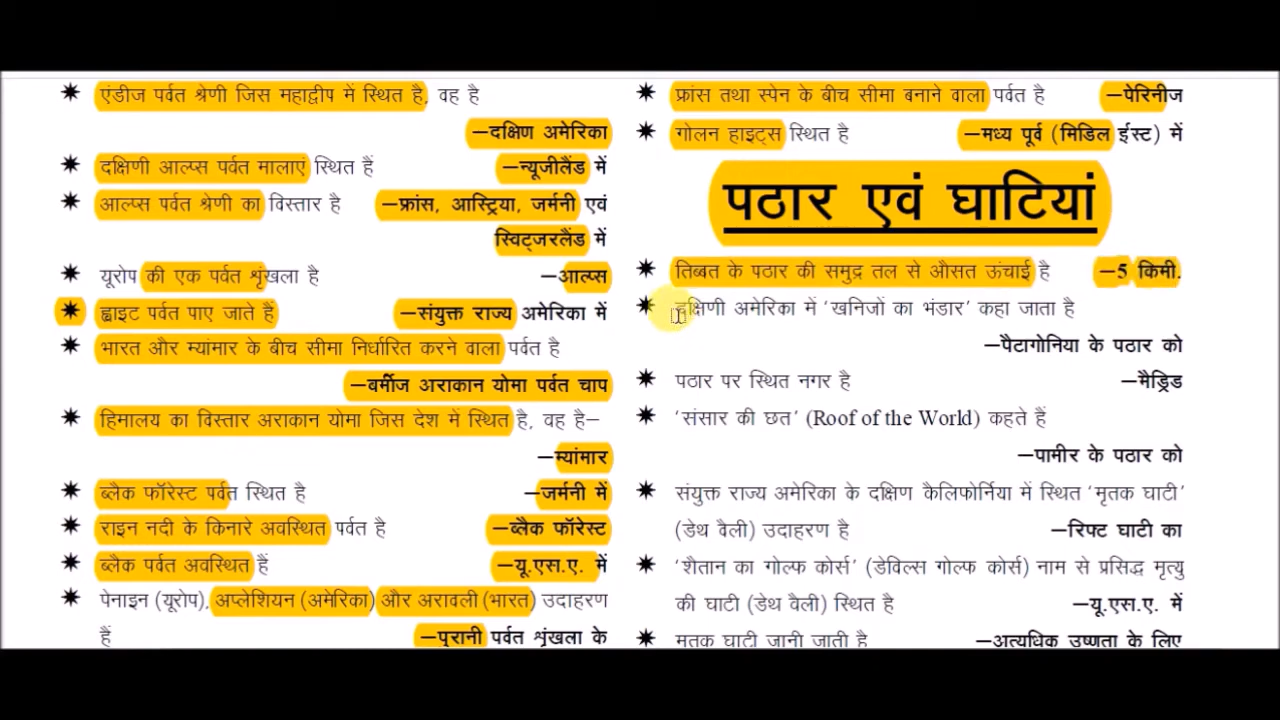 ✷ एंडीज पर्वत श्रेणी जिस महाद्वीप में स्थित है, वह है
–दक्षिण अमेरिका
✷ दक्षिणी आल्प्स पर्वत मालाएं स्थित हैं –न्यूजीलैंड में
✷ आल्प्स पर्वत श्रेणी का विस्तार है –फ्रांस, आस्ट्रिया, जर्मनी एवं
स्विट्जरलैंड में
✷ यूरोप की एक पर्वत शृंखला है –आल्प्स
✷ ह्वाइट पर्वत पाए जाते हैं –संयुक्त राज्य अमेरिका में
✷ भारत और म्यांमार के बीच सीमा निर्धारित करने वाला पर्वत है
–बर्मीज अराकान योमा पर्वत चाप
✷ हिमालय का विस्तार अराकान योमा जिस देश में स्थित है, वह है–
–म्यांमार
✷ ब्लैक फॉरेस्ट पर्वत स्थित है –जर्मनी में
✷ राइन नदी के किनारे अवस्थित पर्वत है –ब्लैक फॉरेस्ट
✷ ब्लैक पर्वत अवस्थित हैं –यू.एस.ए. में
✷ पेनाइन (यूरोप), अप्लेशियन (अमेरिका) और अरावली (भारत) उदाहरण
हैं –पुरानी पर्वत शृंखला के
✷ फ्रांस तथा स्पेन के बीच सीमा बनाने वाला पर्वत है –पेरिनीज
✷ गोलन हाइट्स स्थित है –मध्य पूर्व (मिडिल ईस्ट) में
पठार एवं घाटियां
✷ तिब्बत के पठार की समुद्र तल से औसत ऊंचाई है –5 किमी.
✷ दक्षिणी अमेरिका में ‘खनिजों का भंडार’ कहा जाता है
–पैटागोनिया के पठार को
✷ पठार पर स्थित नगर है –मैड्रिड
✷ ‘संसार की छत’ (Roof of the World) कहते हैं
–पामीर के पठार को
✷ संयुक्त राज्य अमेरिका के दक्षिण कैलिफोर्निया में स्थित ‘मृतक घाटी’
(डेथ वैली) उदाहरण है –रिफ्ट घाटी का
✷ ‘शैतान का गोल्फ कोर्स’ (डेविल्स गोल्फ कोर्स) नाम से प्रसिद्ध मृत्यु
की घाटी (डेथ वैली) स्थित है –यू.एस.ए. में
✷ मृतक घाटी जानी जाती है –अत्यधिक उष्णता के लिए